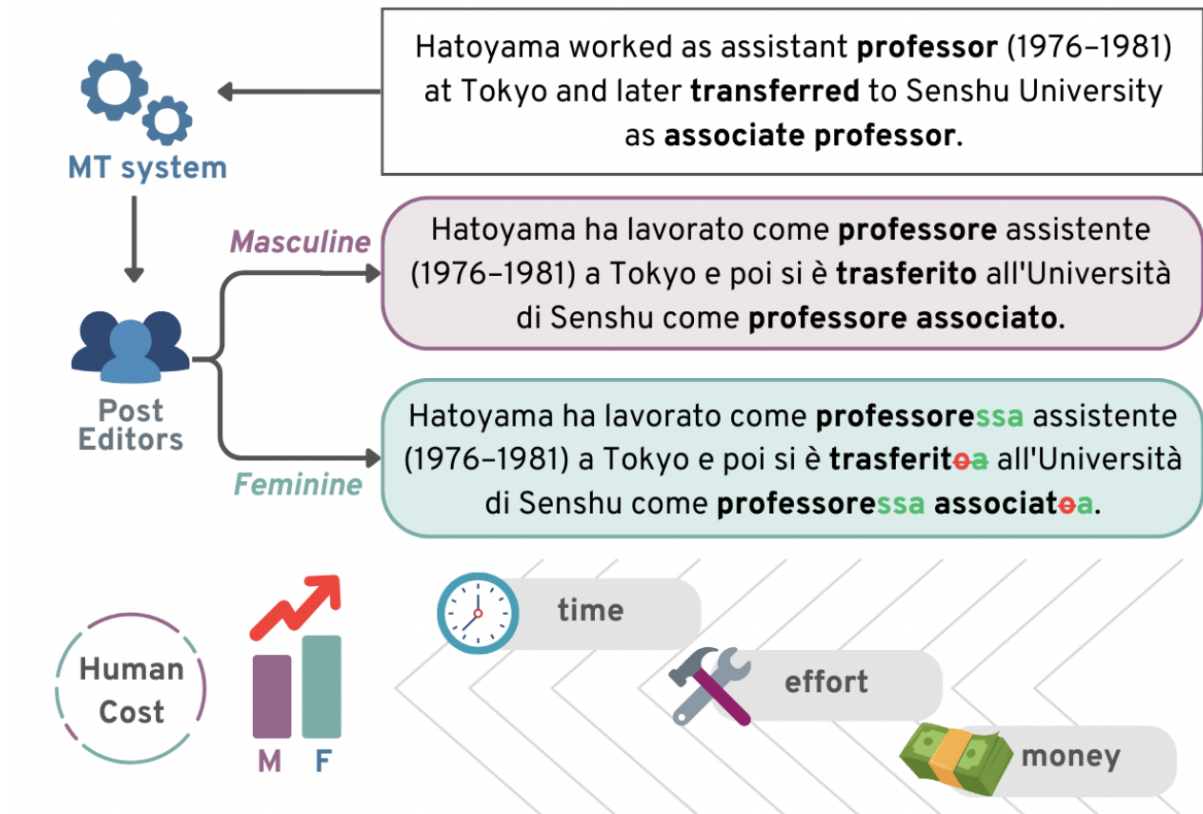 Hatoyama worked as assistant professor (1976–1981)
at Tokyo and later transferred to Senshu University
as associate professor.
MT system
Masculine
Hatoyama ha lavorato come professore assistente
(1976–1981) a Tokyo e poi si è trasferito all'Università
di Senshu come professore associato.
Post
Editors
Feminine
Hatoyama ha lavorato come professoressa assistente
(1976–1981) a Tokyo e poi si è trasferitoa all'Università
di Senshu come professoressa associatoa.
Human
Cost
M F
time
effort
money